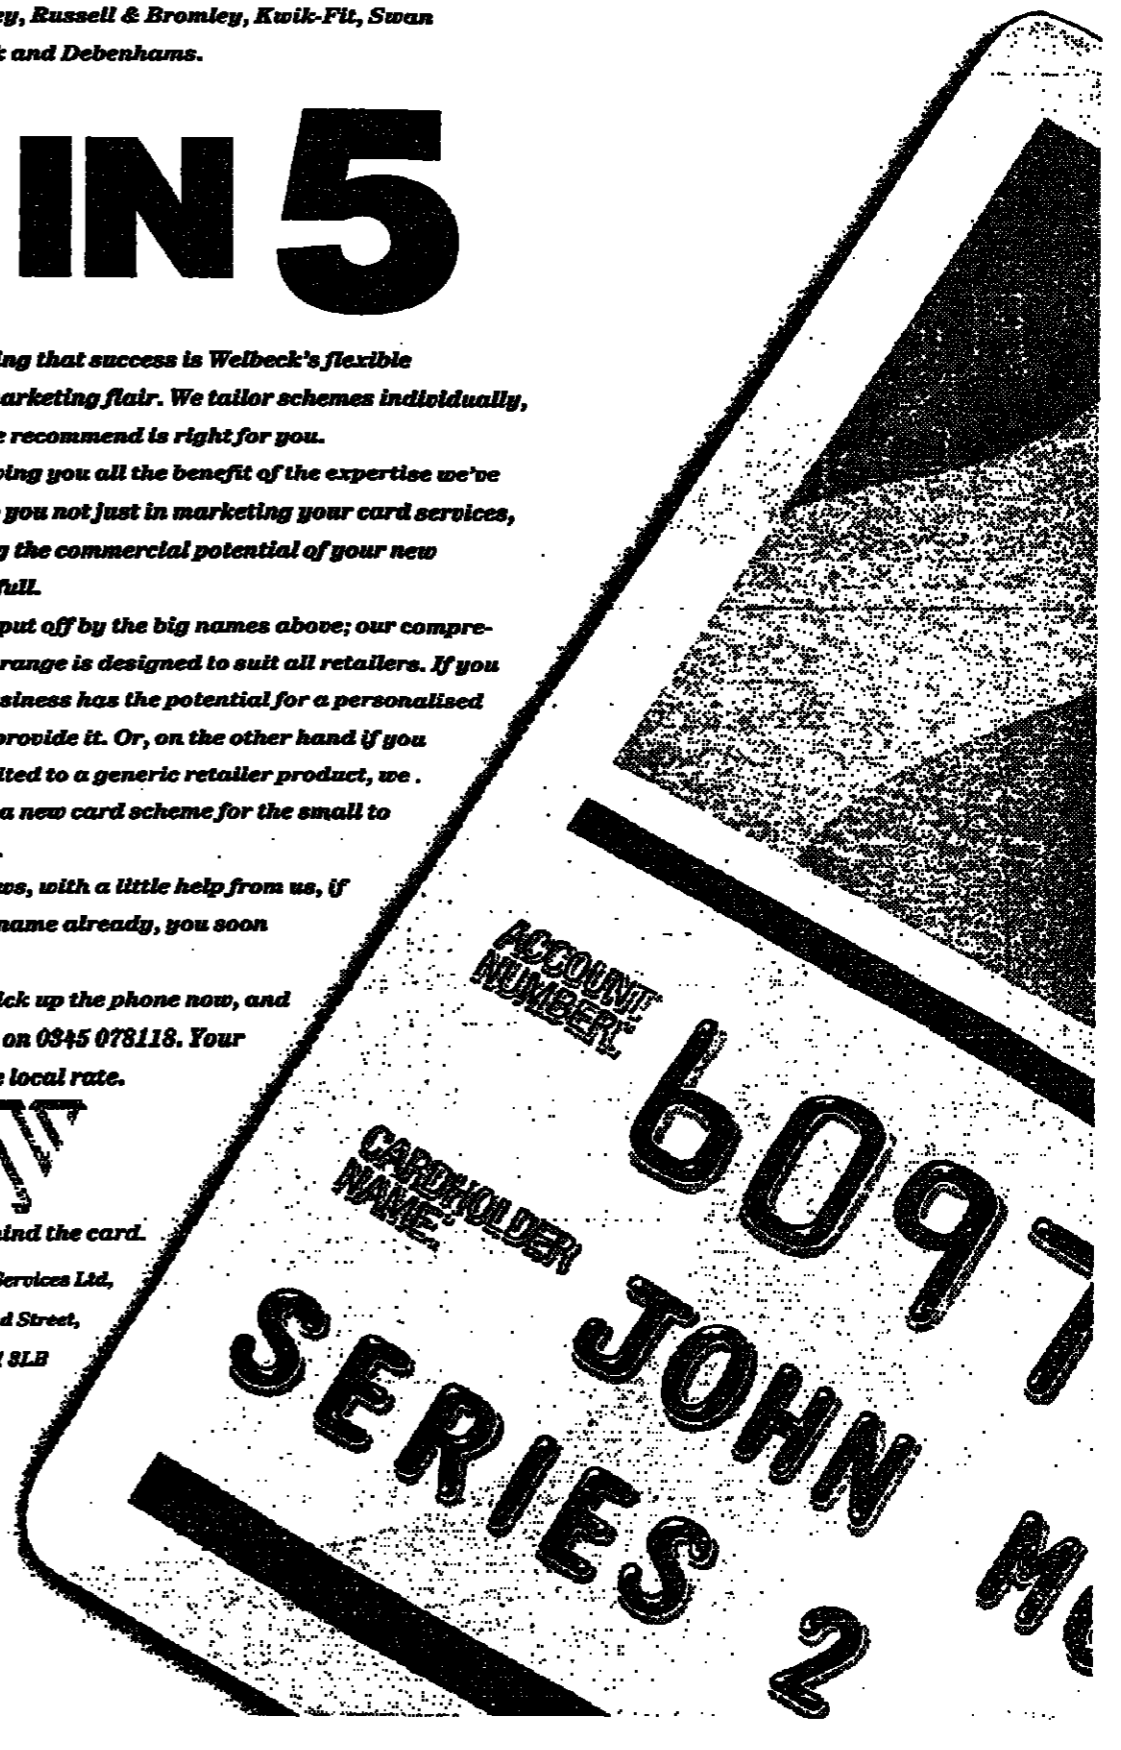 ey, Russell & Bromley, Kwik-Fit, Swan
k and Debenhams.
IN 5
ing that success is Welbeck's flexible
arketing flair. We tailor schemes individually,
e recommend is right for you.
ving you all the benefit of the expertise we've
you not just in marketing your card services,
g the commercial potential of your new
full.
put off by the big names above; our compre-
range is designed to suit all retailers. If you
siness has the potential for a personalised
provide it. Or, on the other hand if you
ited to a generic retailer product, we .
a new card scheme for the small to
.
ws, with a little help from us, if
name already, you soon
ick up the phone now, and
on 0345 078118. Your
e local rate.
ind the card.
Services Ltd,
d Street,
8LB
ACCOUNT
NUMBER:
6097
CARDHOLDER
NAME:
JOHN MO
SERIES 2